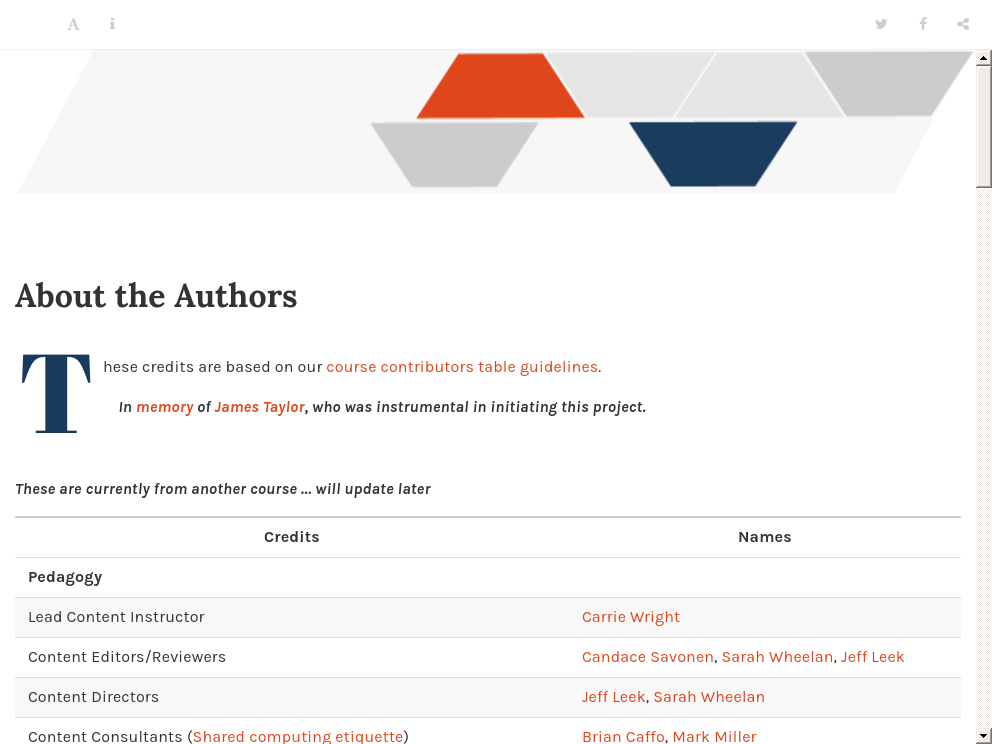 A
About the Authors
These credits are based on our course contributors table guidelines.
In memory of James Taylor, who was instrumental in initiating this project.
These are currently from another course ... will update later
Credits Names
Pedagogy
Lead Content Instructor Carrie Wright
Content Editors/Reviewers Candace Savonen, Sarah Wheelan, Jeff Leek
Content Directors Jeff Leek, Sarah Wheelan
Content Consultants (Shared computing etiquette) Brian Caffo, Mark Miller